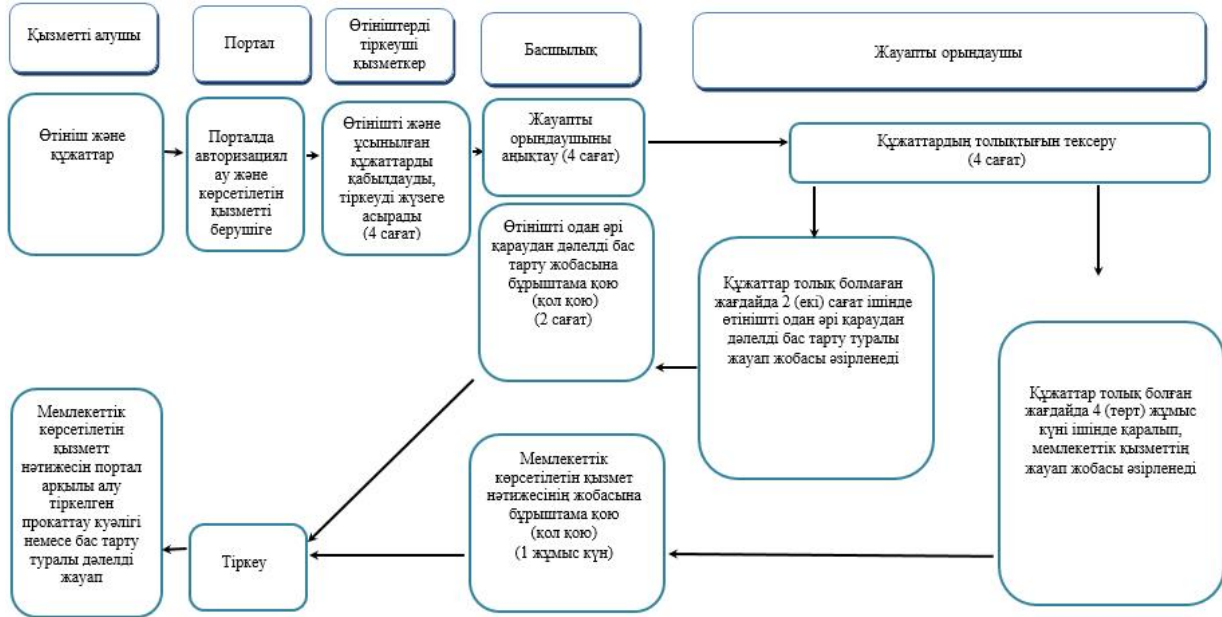 Қызметті алушы
Портал
Өтініштерді
тіркеуші
қызметкер
Басшылық
Жауапты орындаушы
Өтініш және
құжаттар
Порталда
авторизациял
ау және
көрсетілетін
қызметті
берушіге
Өтінішті және
ұсынылған
құжаттарды
қабылдауды,
тіркеуді жүзеге
асырады
(4 сағат)
Жауапты
орындаушыны
анықтау (4 сағат)
Құжаттардың толықтығын тексеру
(4 сағат)
Өтінішті одан әрі
қараудан дәлелді бас
тарту жобасына
бұрыштама қою
(қол қою)
(2 сағат)
Құжаттар толық болмаған
жағдайда 2 (екі) сағат ішінде
өтінішті одан әрі қараудан
дәлелді бас тарту туралы
жауап жобасы әзірленеді
Құжаттар толық болған
жағдайда 4 (төрт) жұмыс
күні ішінде қаралып,
мемлекеттік қызметтің
жауап жобасы әзірленеді
Мемлекеттік
көрсетілетін қызмет
нәтижесінің жобасына
бұрыштама қою
(қол қою)
(1 жұмыс күн)
Тіркеу
Мемлекеттік
көрсетілетін
қызметт
нәтижесін портал
арқылы алу
тіркелген
прокаттау куәлігі
немесе бас тарту
туралы дәлелді
жауап